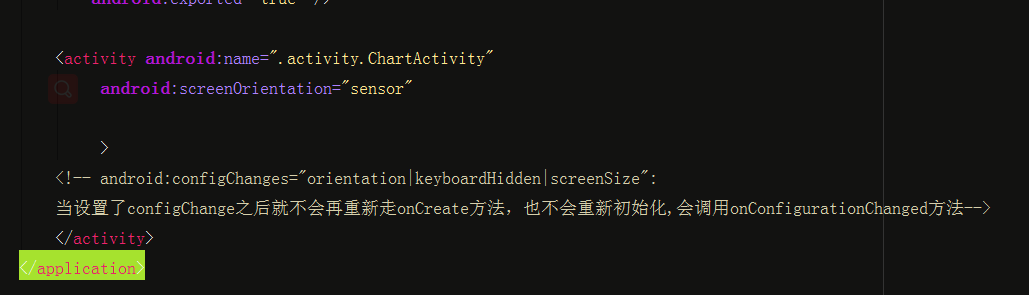 android:exported="true" />
<activity android:name=".activity.ChartActivity"
android:screenOrientation="sensor"
>
<!-- android:configChanges="orientation|keyboardHidden|screenSize":
当设置了configChange之后就不会再重新走onCreate方法，也不会重新初始化,会调用onConfigurationChanged方法-->
</activity>
</application>